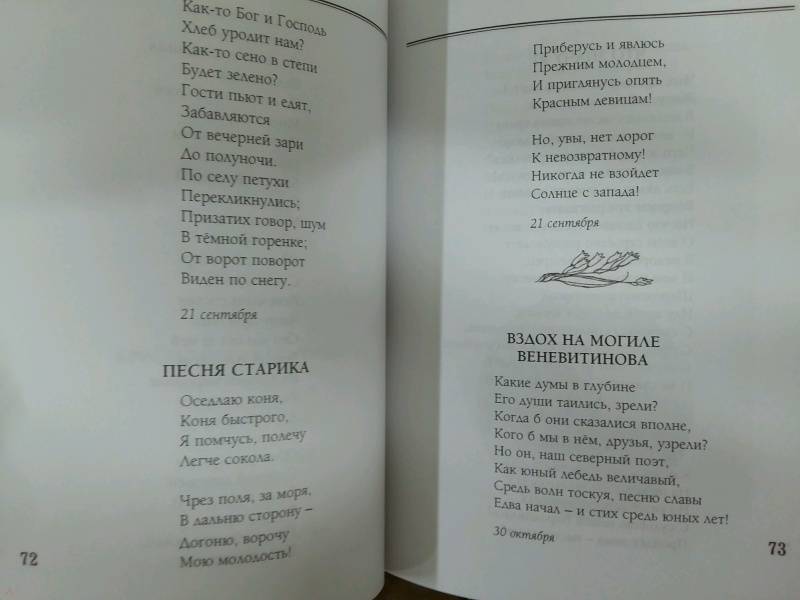 Как-то Бог и Господь
Хлеб уродит нам?
Как-то сено в степи
Будет зелено?
Гости пьют и едят,
Забавляются
От вечерней зари
До полуночи.
По селу петухи
Перекликнулись;
Призатих говор, шум
В тёмной горенке;
От ворот поворот
Виден по снегу.
21 сентября
ПЕСНЯ СТАРИКА
Оседлаю коня,
Коня быстрого,
Я помчусь, полечу
Легче сокола.
Чрез поля, за моря,
В дальню сторону –
Догоню, ворочу
Мою молодость!
72
Приберусь и явлюсь
Прежним молодцем,
И приглянусь опять
Красным девицам!
Но, увы, нет дорог
К невозвратному!
Никогда не взойдет
Солнце с запада!
21 сентября
ВЗДОХ НА МОГИЛЕ
ВЕНЕВИТИНОВА
Какие думы в глубине
Его души таились, зрели?
Когда б они сказалися вполне,
Кого б мы в нём, друзья, узрели?
Но он, наш северный поэт,
Как юный лебедь величавый,
Средь волн тоскуя, песню славы
Едва начал – и стих средь юных лет!
30 октября
73